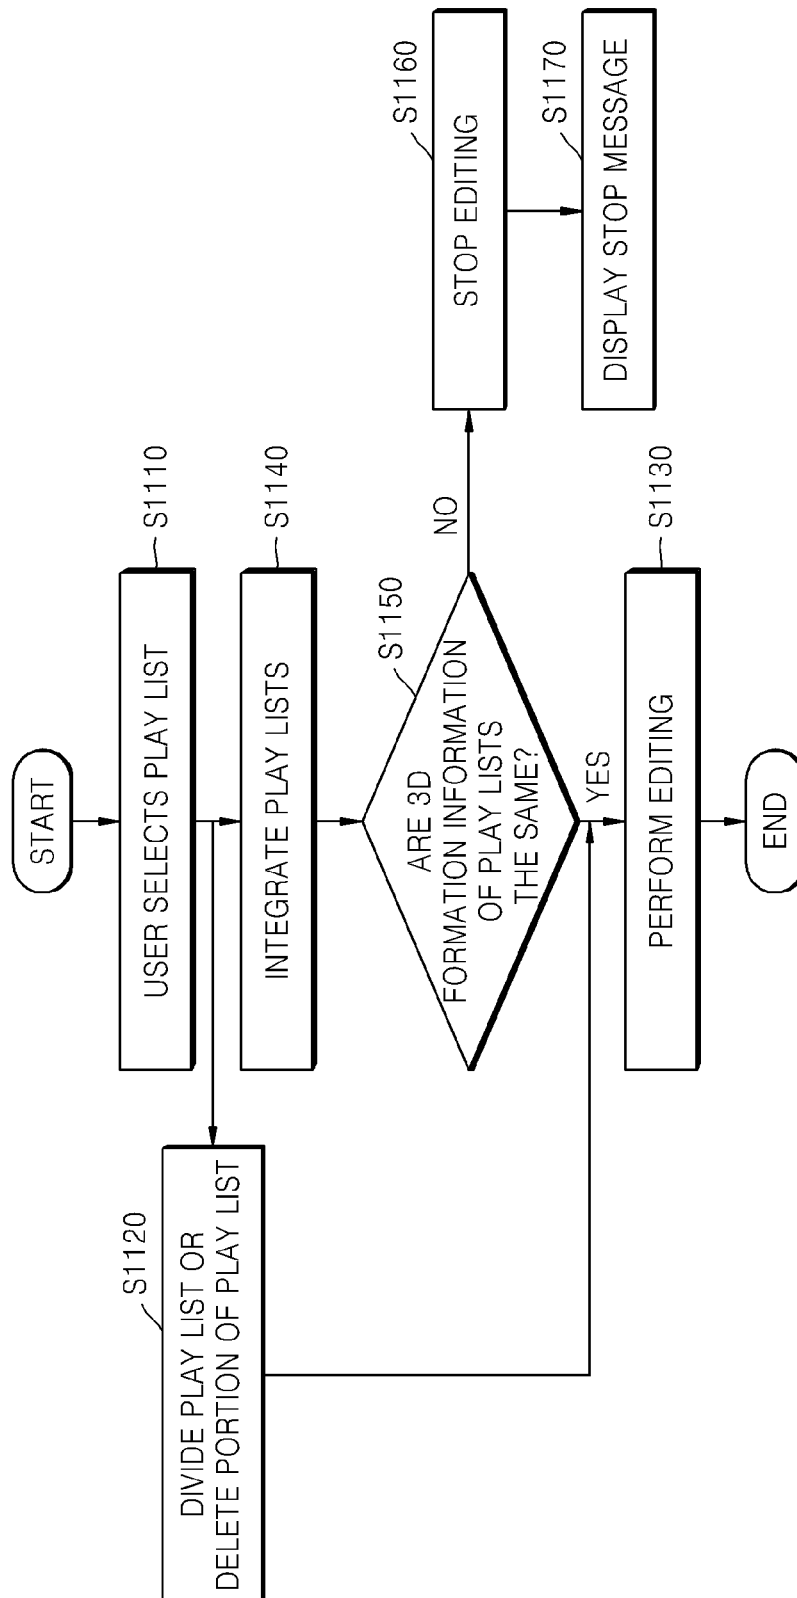 START
USER SELECTS PLAY LIST
S1110
DIVIDE PLAY LIST OR
DELETE PORTION OF PLAY LIST
S1120
INTEGRATE PLAY LISTS
S1140
ARE 3D
FORMATION INFORMATION
OF PLAY LISTS
THE SAME?
S1150
NO
STOP EDITING
S1160
DISPLAY STOP MESSAGE
S1170
YES
PERFORM EDITING
S1130
END